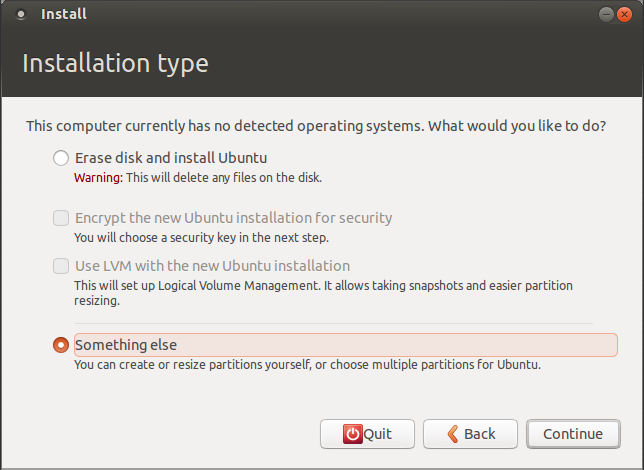 Install
Installation type
This computer currently has no detected operating systems. What would you like to do?
Erase disk and install Ubuntu
Warning: This will delete any files on the disk.
Encrypt the new Ubuntu installation for security
You will choose a security key in the next step.
Use LVM with the new Ubuntu installation
This will set up Logical Volume Management. It allows taking snapshots and easier partition
resizing.
Something else
You can create or resize partitions yourself, or choose multiple partitions for Ubuntu.
Quit Back Continue